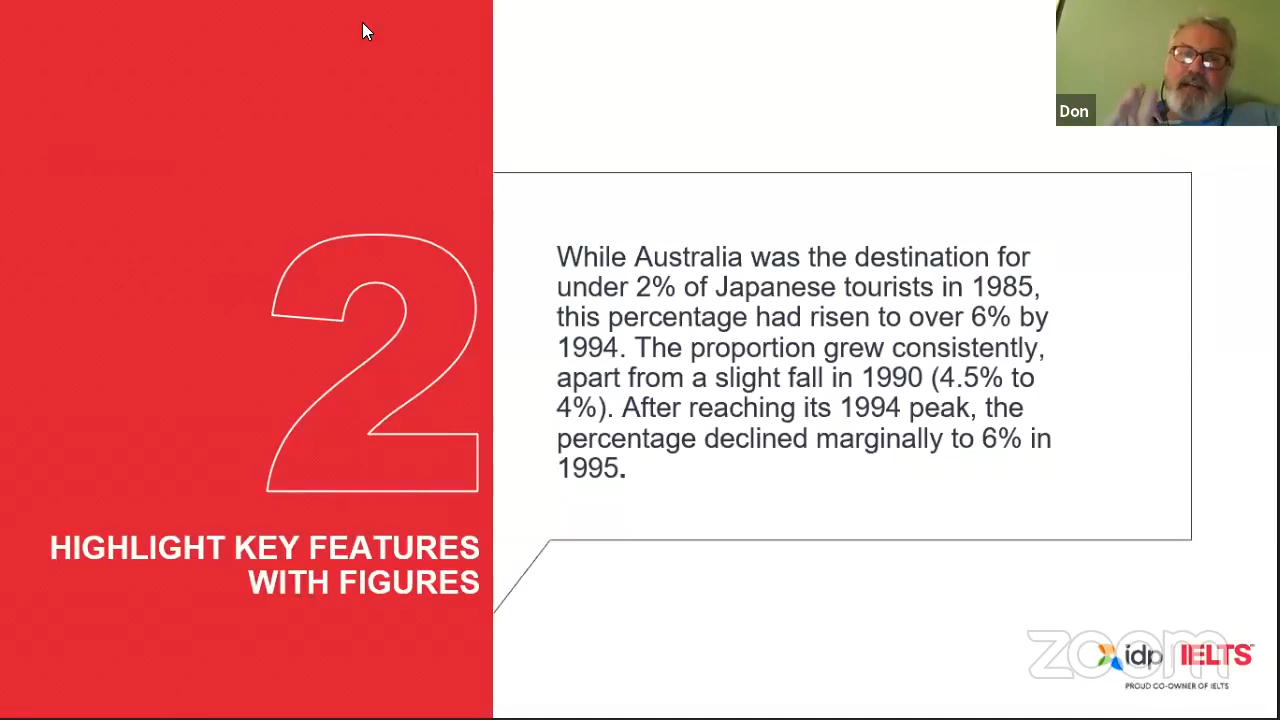 Don
While Australia was the destination for
under 2% of Japanese tourists in 1985,
this percentage had risen to over 6% by
1994. The proportion grew consistently,
apart from a slight fall in 1990 (4.5% to
4%). After reaching its 1994 peak, the
percentage declined marginally to 6% in
1995.
2
HIGHLIGHT KEY FEATURES
WITH FIGURES
zoom
idp IELTS™
PROUD CO-OWNER OF IELTS